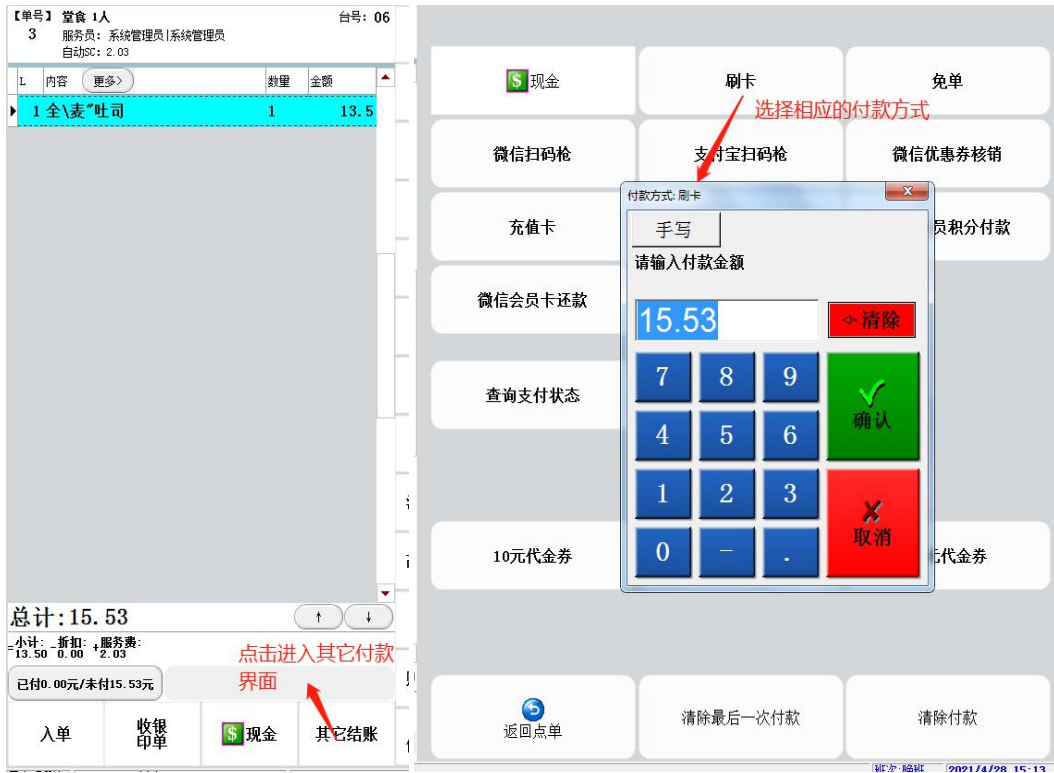 【单号】 堂食 1人 台号: 06
3 服务员: 系统管理员|系统管理员
自动SC: 2.03
L 内容 更多> 数量 金额
1 全\麦"吐司 1 13.5
总计:15.53
=小计: -折扣: +服务费:
13.50 0.00 2.03
点击进入其它付款
界面
已付0.00元/未付15.53元
入单
收银
印单
$ 现金
其它结账
$ 现金
刷卡
免单
选择相应的付款方式
微信扫码枪
支付宝扫码枪
微信优惠券核销
充值卡
员积分付款
微信会员卡还款
查询支付状态
10元代金券
元代金券
付款方式: 刷卡
手写
请输入付款金额
15.53
清除
7 8 9
确认
4 5 6
1 2 3
取消
0 - .
返回点单
清除最后一次付款
清除付款
班次:晚班 2021/4/28 15:13